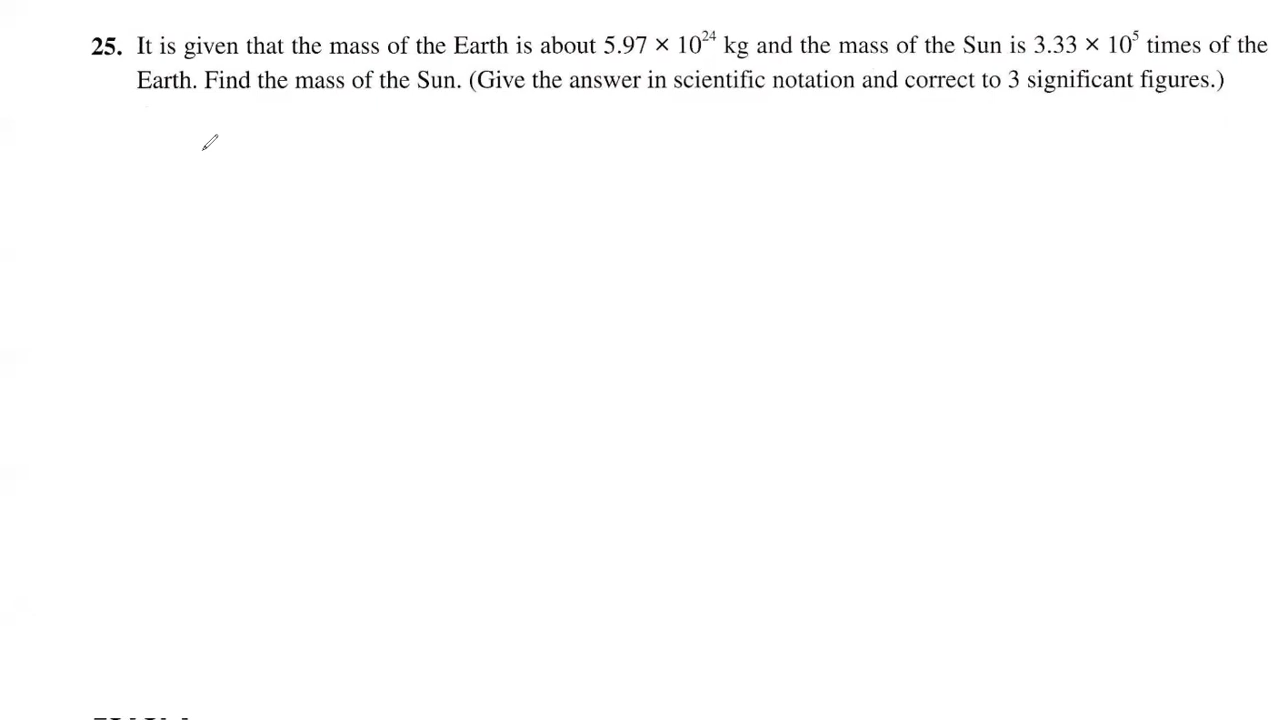 25. It is given that the mass of the Earth is about 5.97 × 10²⁴ kg and the mass of the Sun is 3.33 × 10⁵ times of the
Earth. Find the mass of the Sun. (Give the answer in scientific notation and correct to 3 significant figures.)